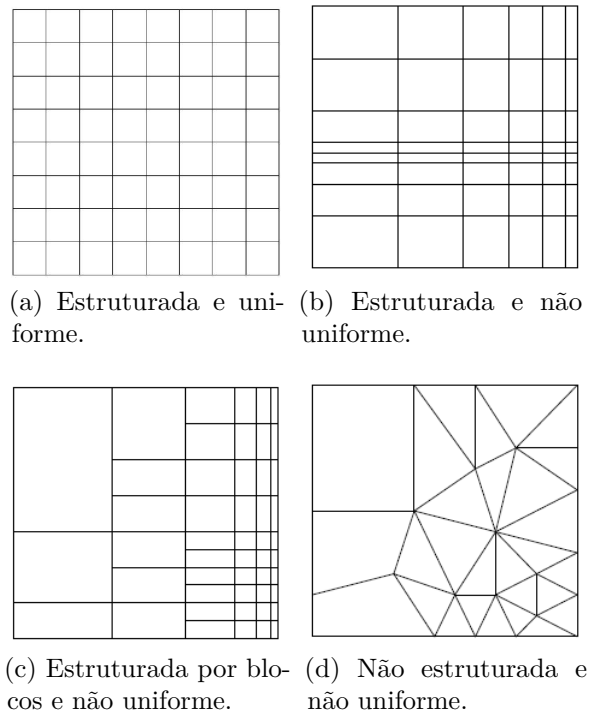 (a) Estruturada e uni-
forme.
(b) Estruturada e não
uniforme.
(c) Estruturada por blo-
cos e não uniforme.
(d) Não estruturada e
não uniforme.